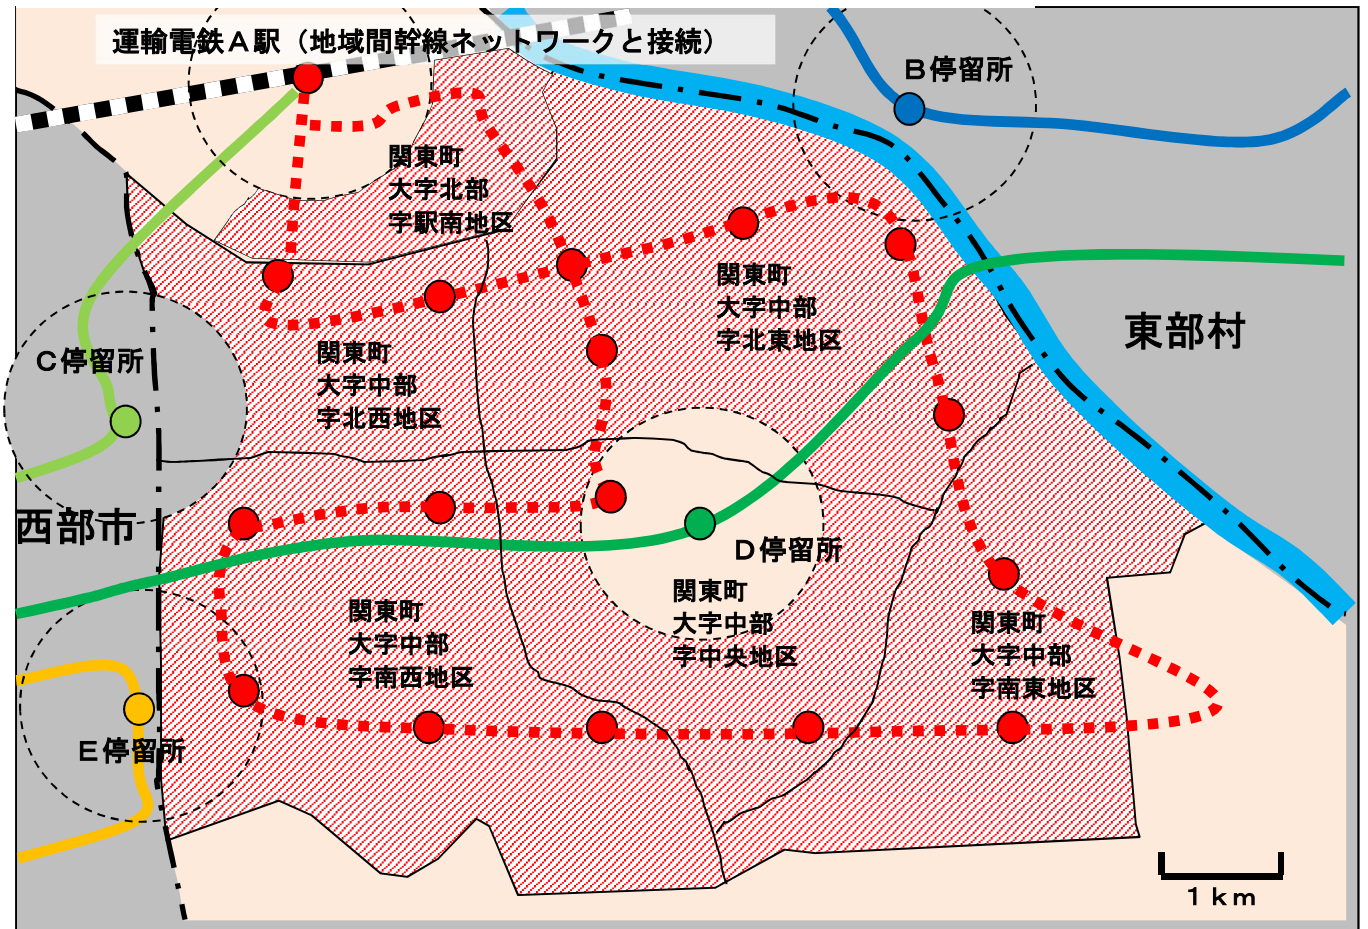 運輸電鉄Ａ駅（地域間幹線ネットワークと接続）
Ｂ停留所
関東町
大字北部
字駅南地区
関東町
大字中部
字北東地区
東部村
Ｃ停留所
関東町
大字中部
字北西地区
西部市
Ｄ停留所
関東町
大字中部
字中央地区
関東町
大字中部
字南西地区
関東町
大字中部
字南東地区
Ｅ停留所
１ｋｍ